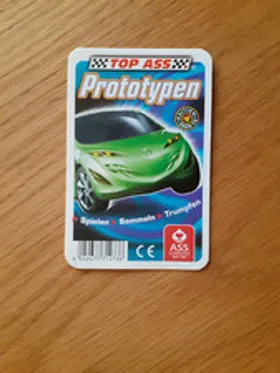 TOP ASS
Prototypen
Spielen Sammeln Trumpfen
ASS
CE